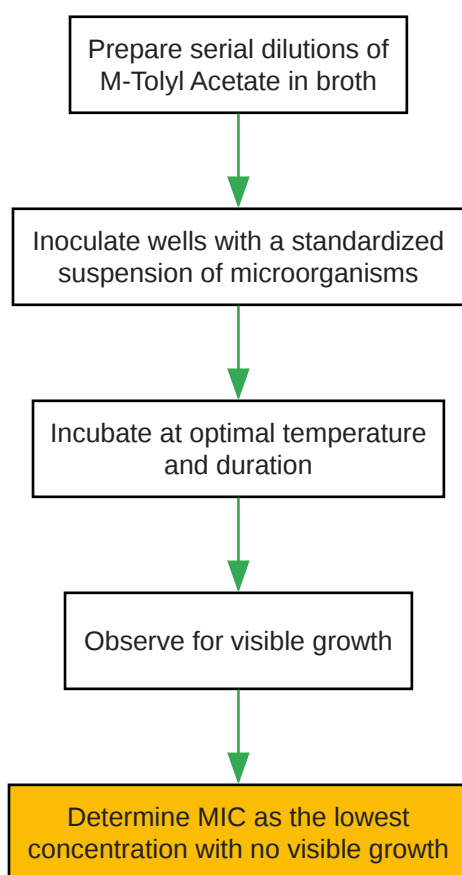 Prepare serial dilutions of
M-Tolyl Acetate in broth
Inoculate wells with a standardized
suspension of microorganisms
Incubate at optimal temperature
and duration
Observe for visible growth
Determine MIC as the lowest
concentration with no visible growth